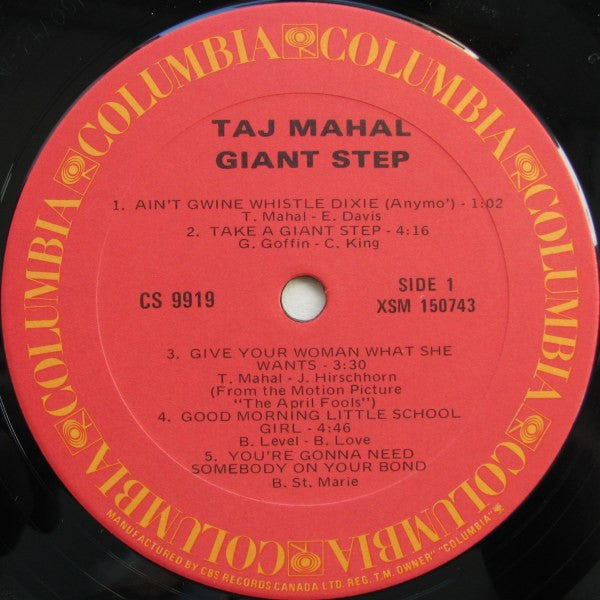 COLUMBIA COLUMBIA COLUMBIA COLUMBIA COLUMBIA COLUMBIA COLUMBIA COLUMBIA
TAJ MAHAL
GIANT STEP
1. AIN'T GWINE WHISTLE DIXIE (Anymo') - 1:02
T. Mahal - E. Davis
2. TAKE A GIANT STEP - 4:16
G. Goffin - C. King
CS 9919
SIDE 1
XSM 150743
3. GIVE YOUR WOMAN WHAT SHE
WANTS - 3:30
T. Mahal - J. Hirschhorn
(From the Motion Picture
"The April Fools")
4. GOOD MORNING LITTLE SCHOOL
GIRL - 4:46
B. Level - B. Love
5. YOU'RE GONNA NEED
SOMEBODY ON YOUR BOND
B. St. Marie
MANUFACTURED BY CBS RECORDS CANADA LTD. REG. T.M. OWNER "COLUMBIA"